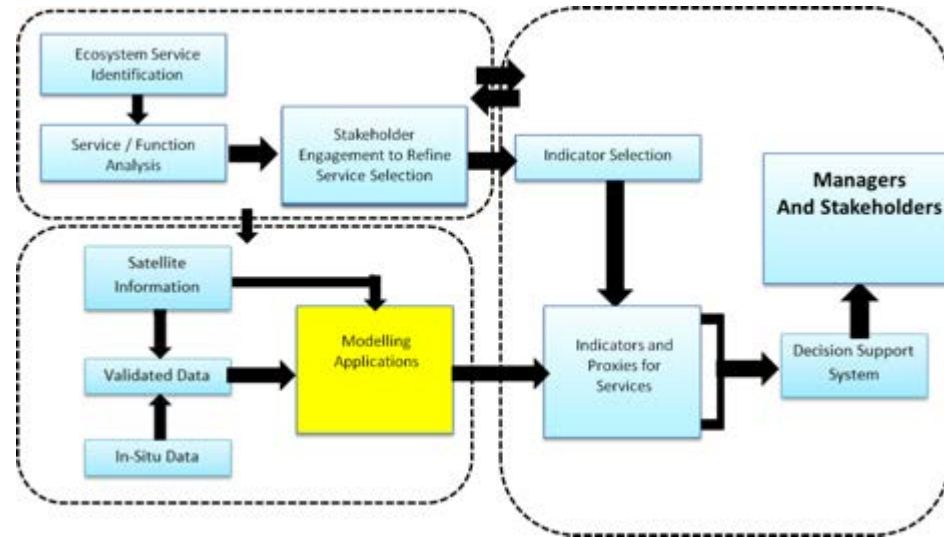 Ecosystem Service
Identification
Service / Function
Analysis
Stakeholder
Engagement to Refine
Service Selection
Indicator Selection
Managers
And Stakeholders
Satellite
Information
Validated Data
In-Situ Data
Modelling
Applications
Indicators and
Proxies for
Services
Decision Support
System